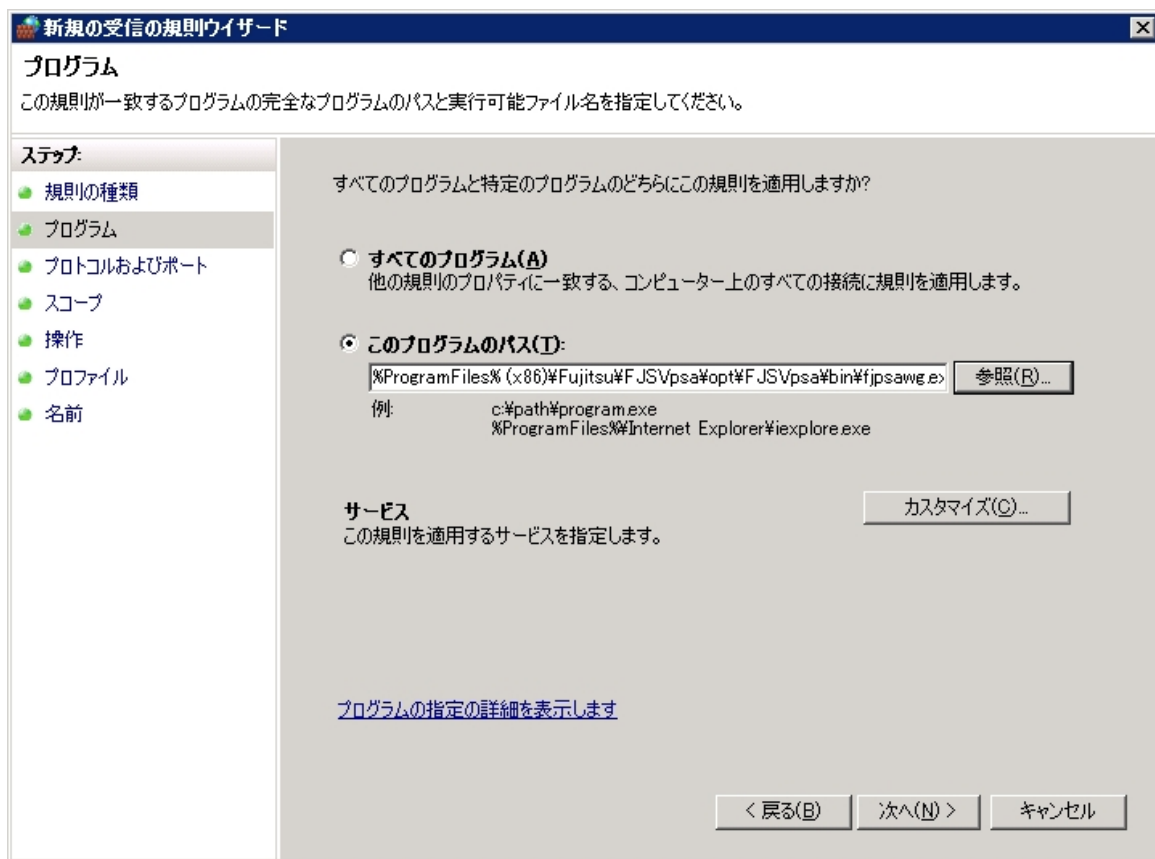 新規の受信の規則ウイザード
プログラム
この規則が一致するプログラムの完全なプログラムのパスと実行可能ファイル名を指定してください。
ステップ:
規則の種類
プログラム
プロトコルおよびポート
スコープ
操作
プロファイル
名前
すべてのプログラムと特定のプログラムのどちらにこの規則を適用しますか?
すべてのプログラム(A)
他の規則のプロパティに一致する、コンピューター上のすべての接続に規則を適用します。
このプログラムのパス(T):
%ProgramFiles% (x86)¥Fujitsu¥FJSVpsa¥opt¥FJSVpsa¥bin¥fjpsawg.ex 参照(R)...
例: c:¥path¥program.exe
%ProgramFiles%¥Internet Explorer¥iexplore.exe
サービス カスタマイズ(C)...
この規則を適用するサービスを指定します。
プログラムの指定の詳細を表示します
< 戻る(B) 次へ(N) > キャンセル